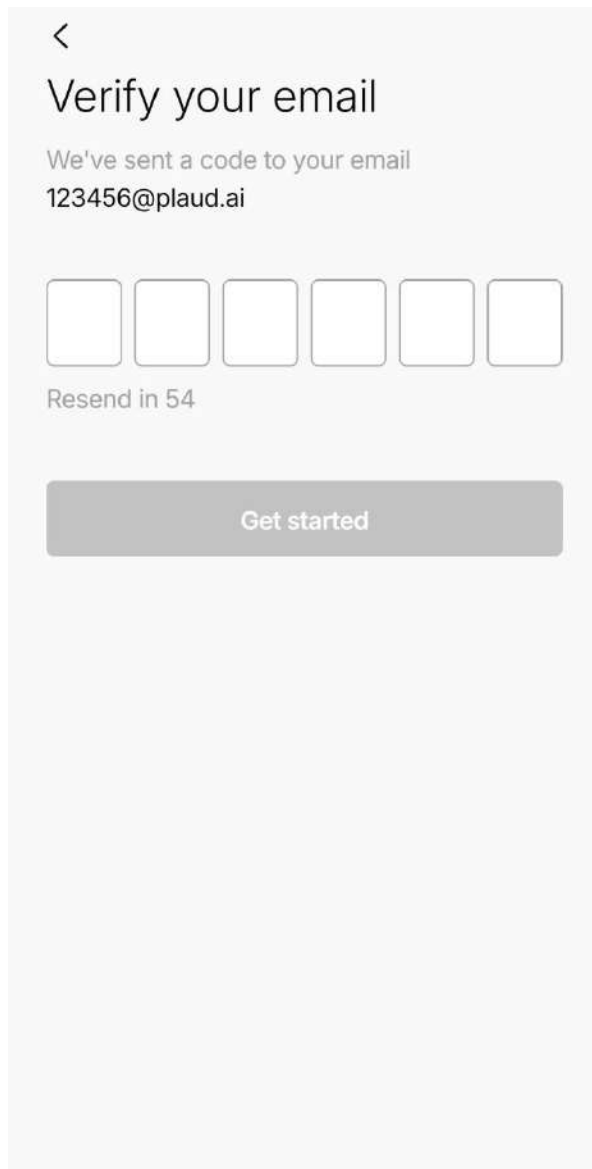 Verify your email
We've sent a code to your email
123456@plaud.ai
Resend in 54
Get started